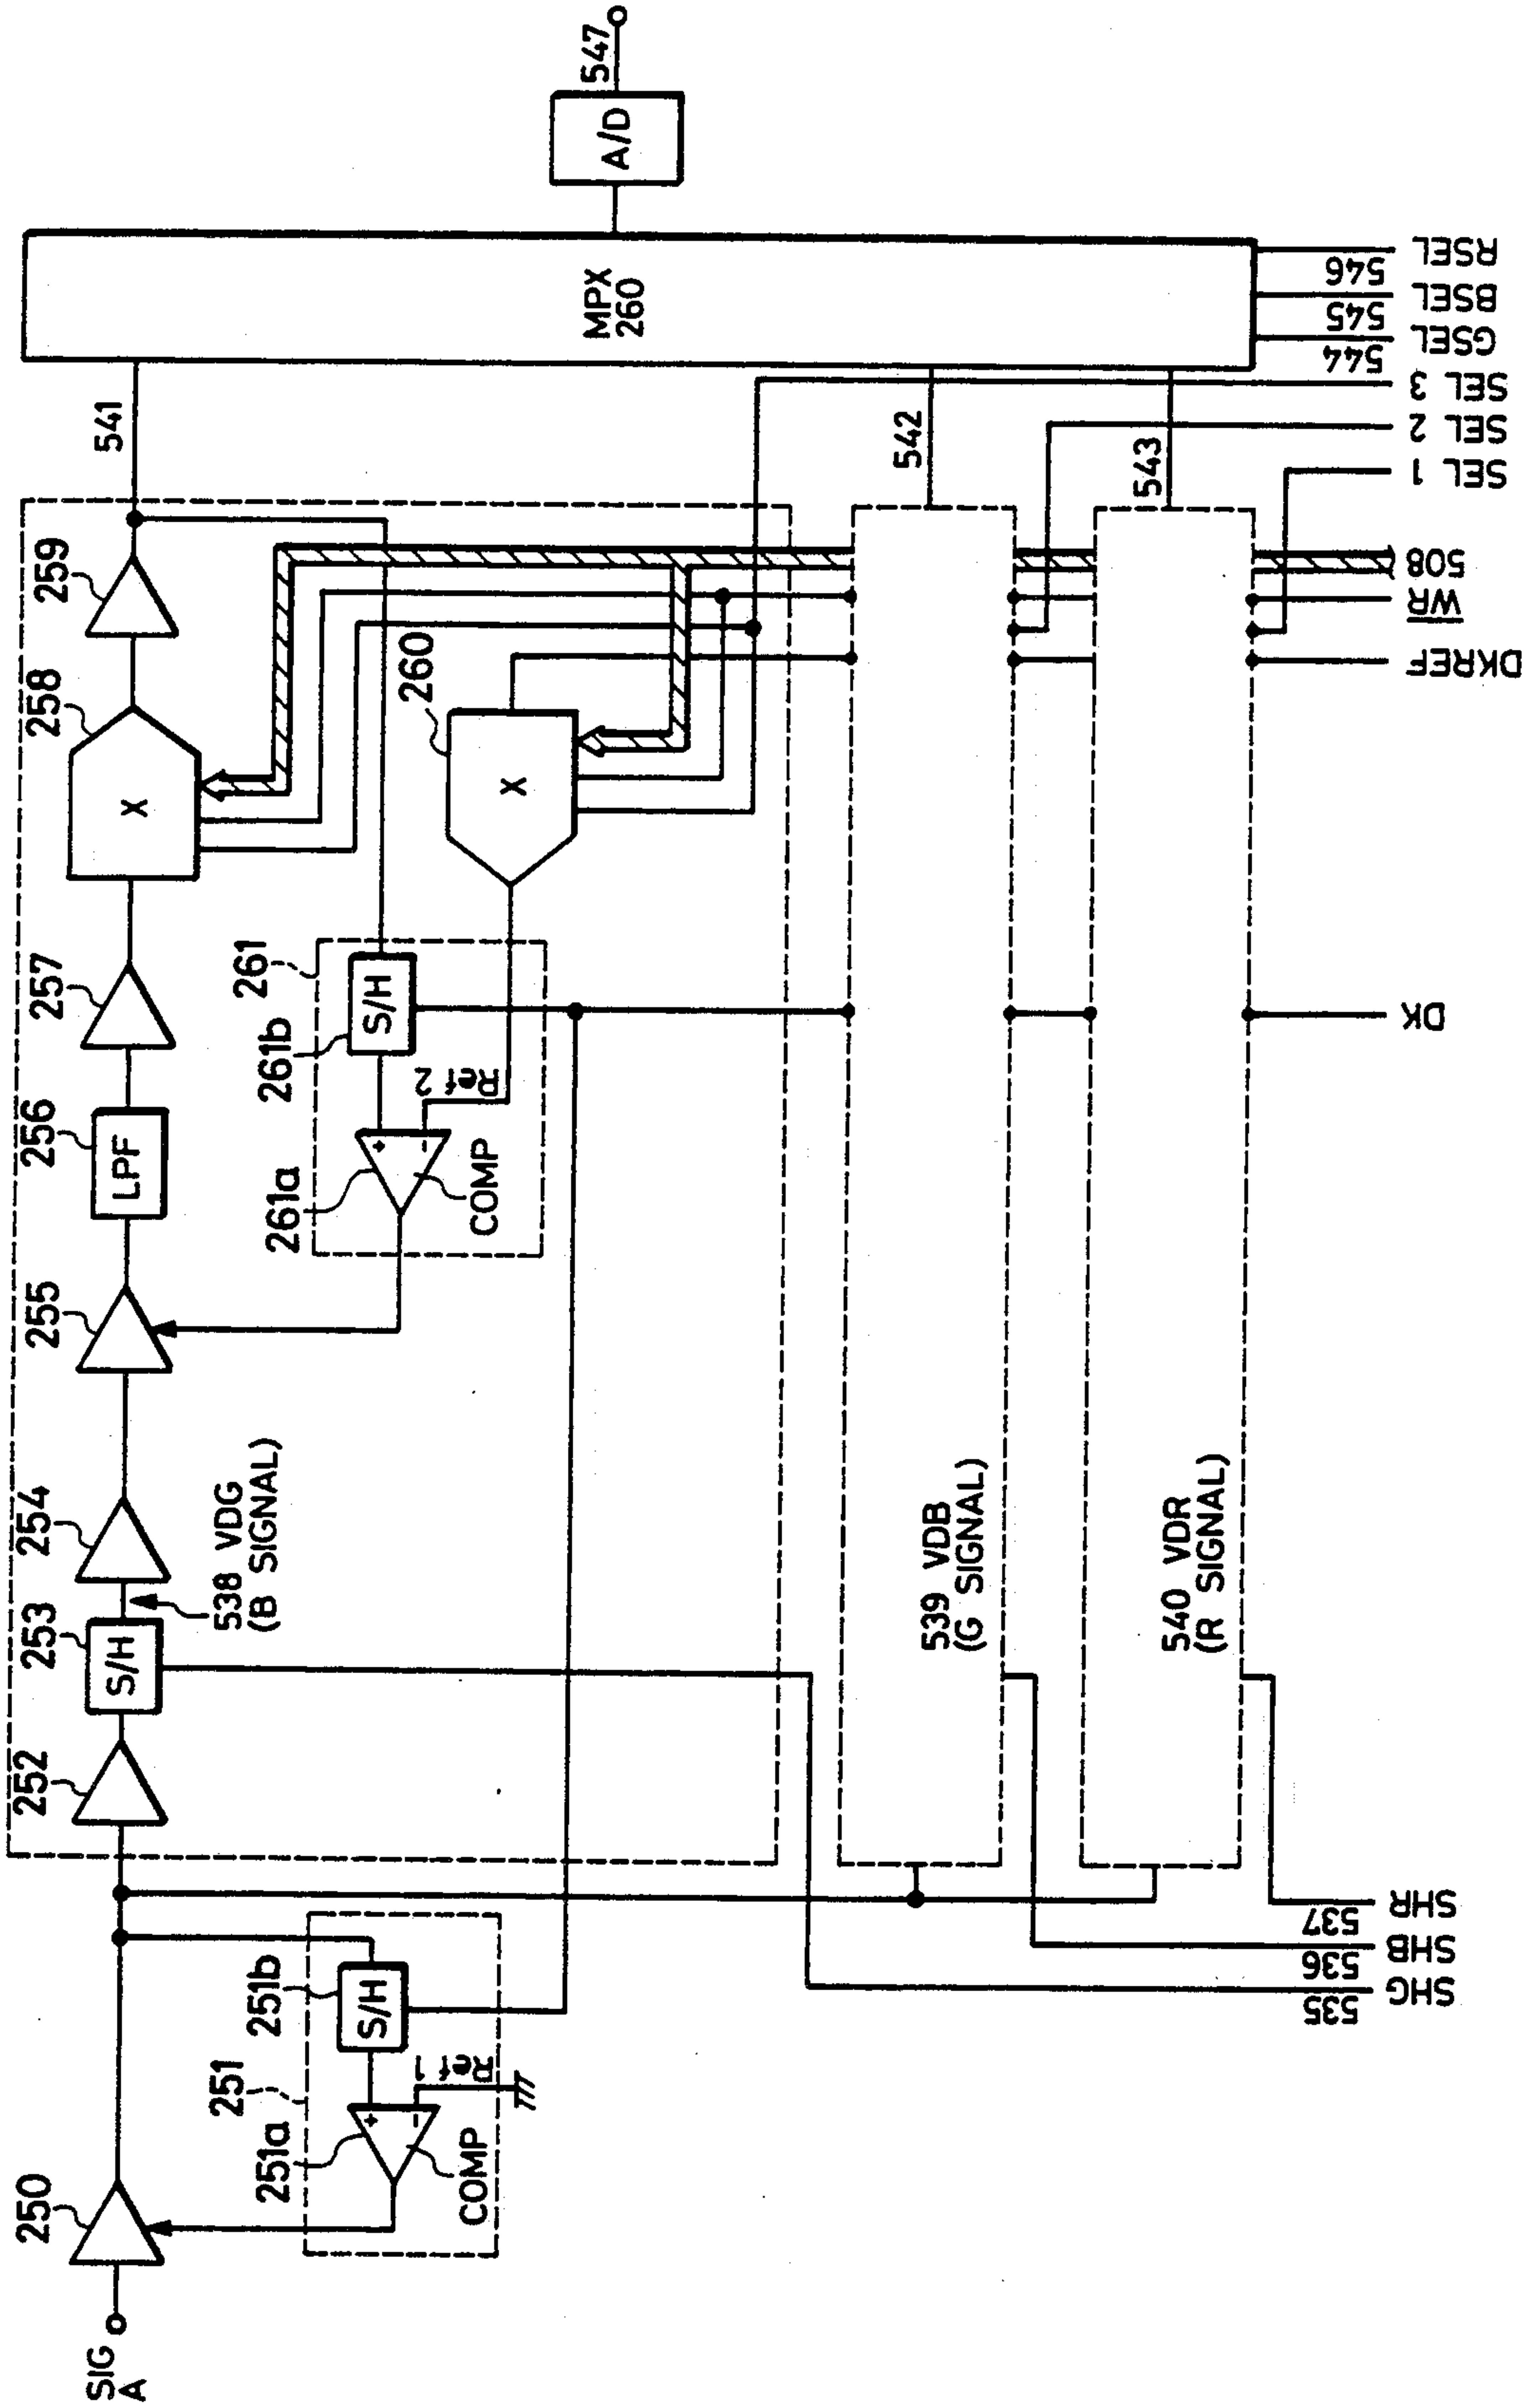 SIG
A
250
251
251a
COMP
+
-
Ref 1
251b
S/H
252
253
S/H
538 VDG
(B SIGNAL)
254
255
256
LPF
257
258
X
259
541
261
261b
S/H
261a
COMP
+
-
Ref 2
260
X
MPX
260
A/D
547
539 VDB
(G SIGNAL)
542
540 VDR
(R SIGNAL)
543
535
SHG
536
SHB
537
SHR
DK
DKREF
WR
508
SEL 1
SEL 2
SEL 3
544
GSEL
545
BSEL
546
RSEL